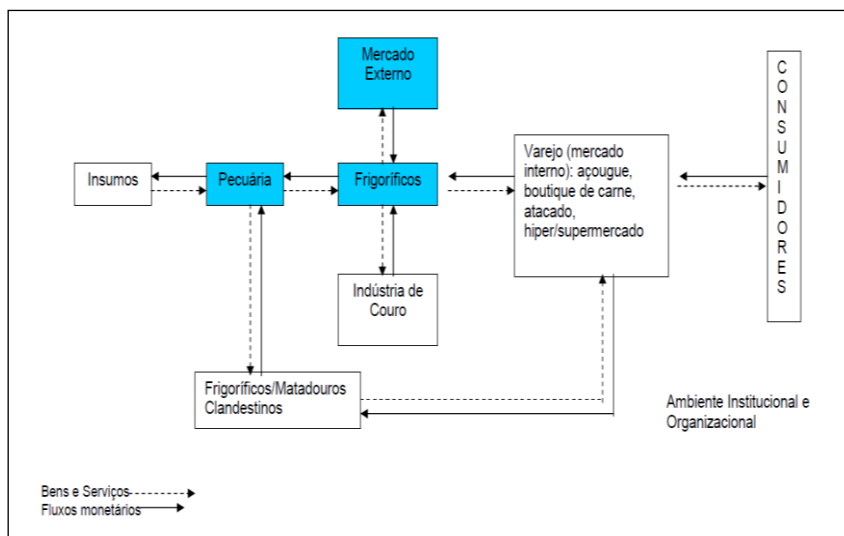 Mercado
Externo
Insumos
Pecuária
Frigoríficos
Varejo (mercado
interno): açougue,
boutique de carne,
atacado,
hiper/supermercado
C
O
N
S
U
M
I
D
O
R
E
S
Indústria de
Couro
Frigoríficos/Matadouros
Clandestinos
Ambiente Institucional e
Organizacional
Bens e Serviços
Fluxos monetários